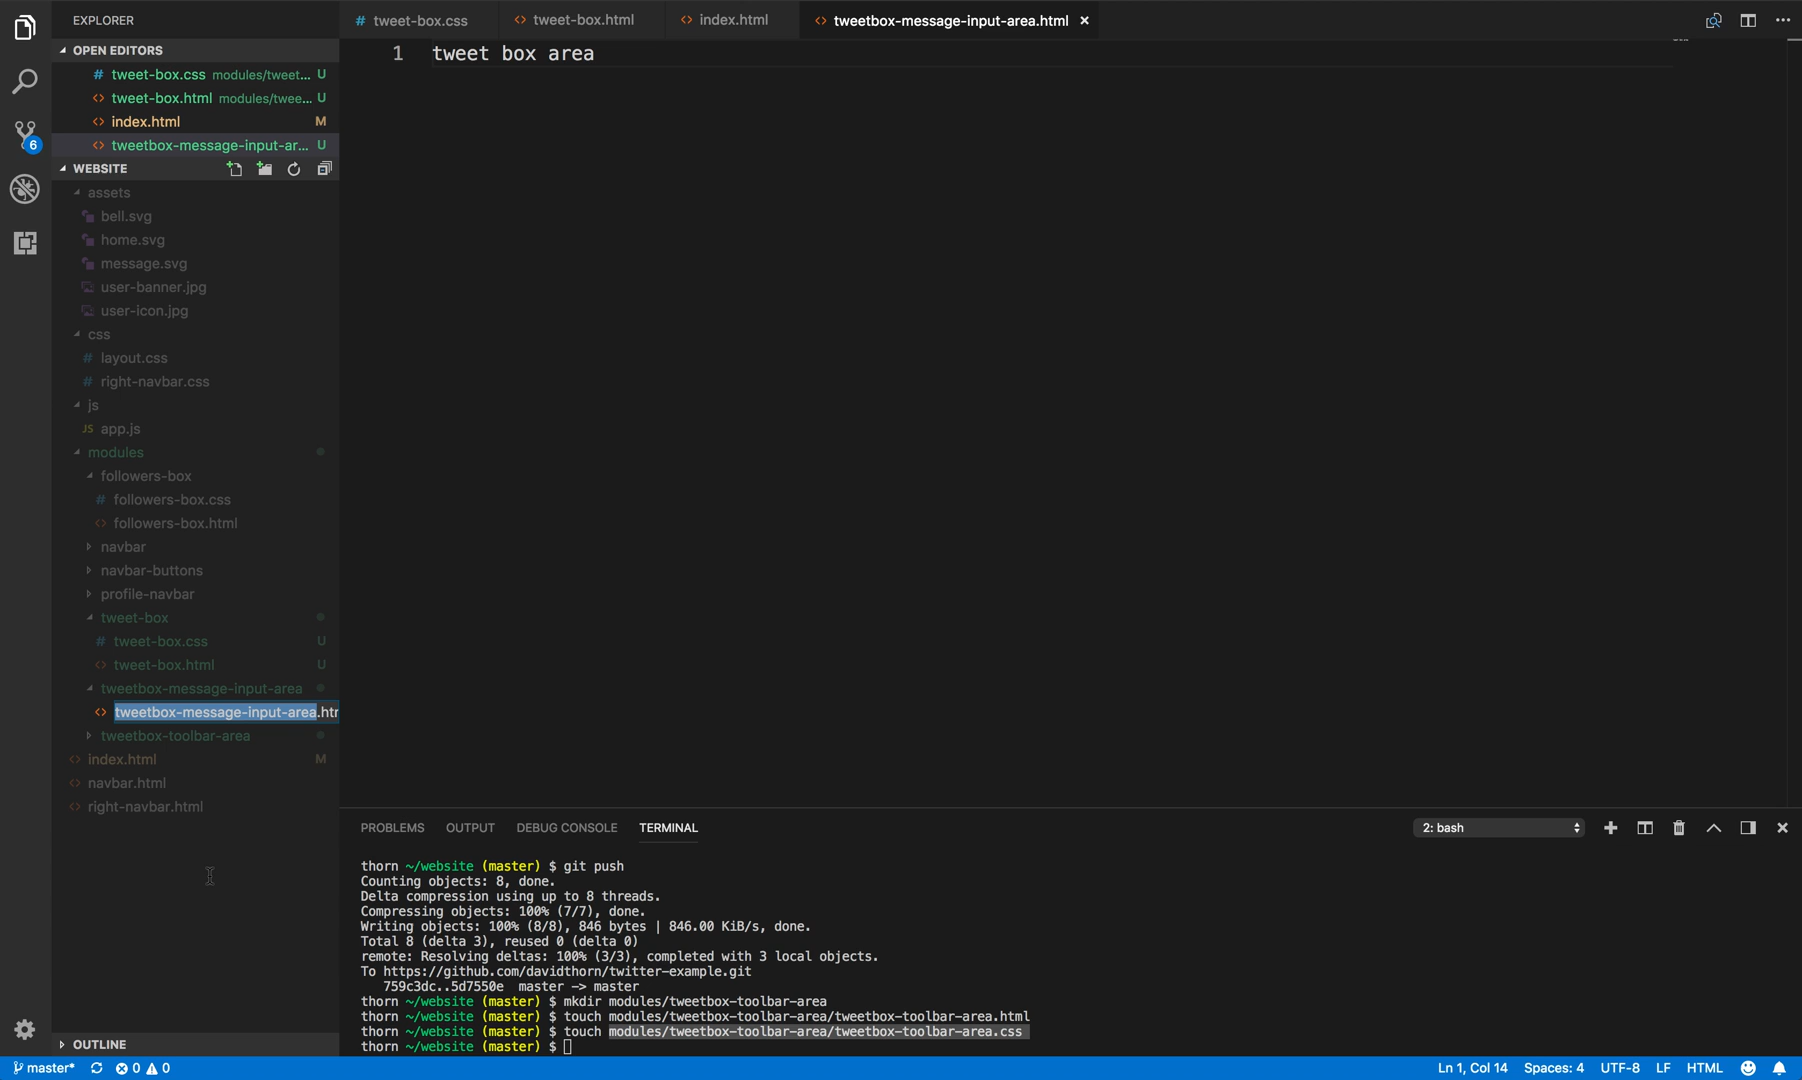 EXPLORER
OPEN EDITORS
# tweet-box.css modules/tweet... U
<> tweet-box.html modules/twee... U
<> index.html M
<> tweetbox-message-input-ar... U
WEBSITE
assets
bell.svg
home.svg
message.svg
user-banner.jpg
user-icon.jpg
css
# layout.css
# right-navbar.css
js
JS app.js
modules
followers-box
# followers-box.css
<> followers-box.html
navbar
navbar-buttons
profile-navbar
tweet-box
# tweet-box.css U
<> tweet-box.html U
tweetbox-message-input-area
<> tweetbox-message-input-area.htm
tweetbox-toolbar-area
<> index.html M
<> navbar.html
<> right-navbar.html
OUTLINE
6
# tweet-box.css <> tweet-box.html <> index.html <> tweetbox-message-input-area.html ×
1 tweet box area
PROBLEMS OUTPUT DEBUG CONSOLE TERMINAL 2: bash
thorn ~/website (master) $ git push
Counting objects: 8, done.
Delta compression using up to 8 threads.
Compressing objects: 100% (7/7), done.
Writing objects: 100% (8/8), 846 bytes | 846.00 KiB/s, done.
Total 8 (delta 3), reused 0 (delta 0)
remote: Resolving deltas: 100% (3/3), completed with 3 local objects.
To https://github.com/davidthorn/twitter-example.git
759c3dc..5d7550e master -> master
thorn ~/website (master) $ mkdir modules/tweetbox-toolbar-area
thorn ~/website (master) $ touch modules/tweetbox-toolbar-area/tweetbox-toolbar-area.html
thorn ~/website (master) $ touch modules/tweetbox-toolbar-area/tweetbox-toolbar-area.css
thorn ~/website (master) $
master* 0 0 Ln 1, Col 14 Spaces: 4 UTF-8 LF HTML